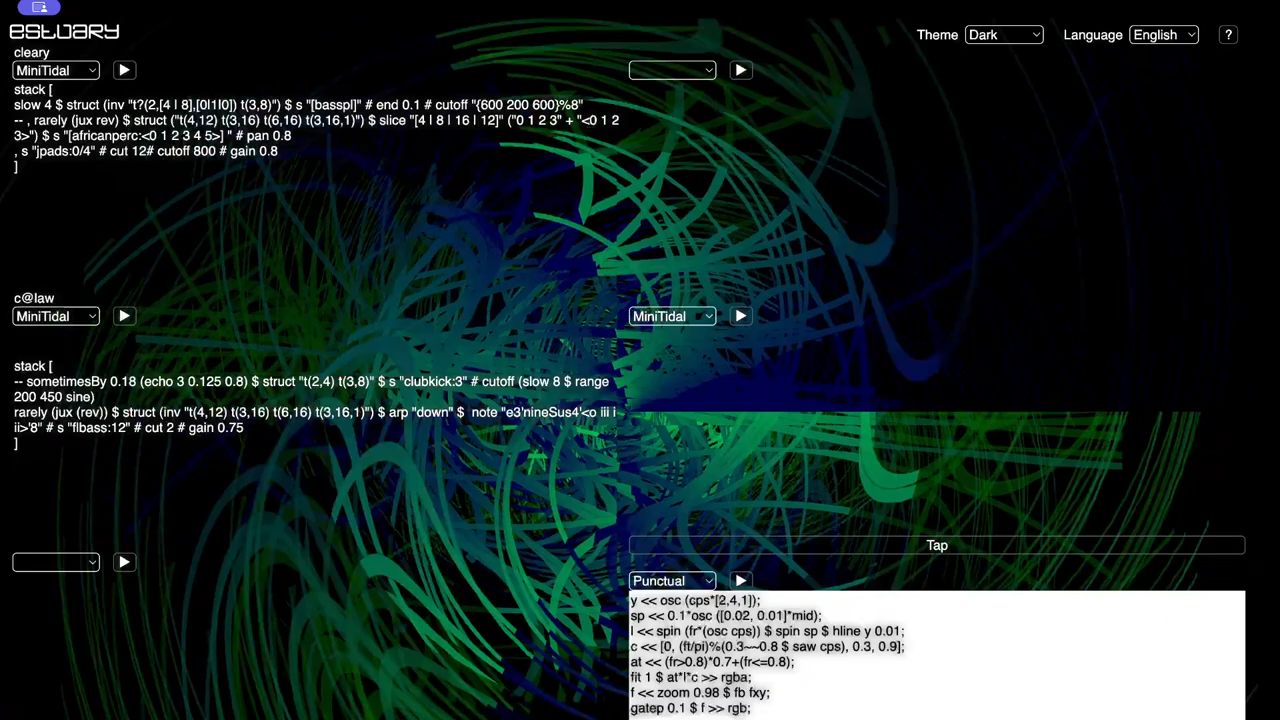 ESTUARY
Theme Dark Language English ?
cleary
MiniTidal
stack [
slow 4 $ struct (inv "t?(2,[4 | 8],[0|1|0]) t(3,8)") $ s "[basspl]" # end 0.1 # cutoff "{600 200 600}%8"
-- , rarely (jux rev) $ struct ("t(4,12) t(3,16) t(6,16) t(3,16,1)") $ slice "[4 | 8 | 16 | 12]" ("0 1 2 3" + "<0 1 2
3>") $ s "[africanperc:<0 1 2 3 4 5>] " # pan 0.8
, s "jpads:0/4" # cut 12# cutoff 800 # gain 0.8
]
c@law
MiniTidal
stack [
-- sometimesBy 0.18 (echo 3 0.125 0.8) $ struct "t(2,4) t(3,8)" $ s "clubkick:3" # cutoff (slow 8 $ range
200 450 sine)
rarely (jux (rev)) $ struct (inv "t(4,12) t(3,16) t(6,16) t(3,16,1)") $ arp "down" $  note "e3'nineSus4'<o iii i
ii>'8" # s "flbass:12" # cut 2 # gain 0.75
]
MiniTidal
Tap
Punctual
y << osc (cps*[2,4,1]);
sp << 0.1*osc ([0.02, 0.01]*mid);
l << spin (fr*(osc cps)) $ spin sp $ hline y 0.01;
c << [0, (ft/pi)%(0.3~~0.8 $ saw cps), 0.3, 0.9];
at << (fr>0.8)*0.7+(fr<=0.8);
fit 1 $ at*l*c >> rgba;
f << zoom 0.98 $ fb fxy;
gatep 0.1 $ f >> rgb;